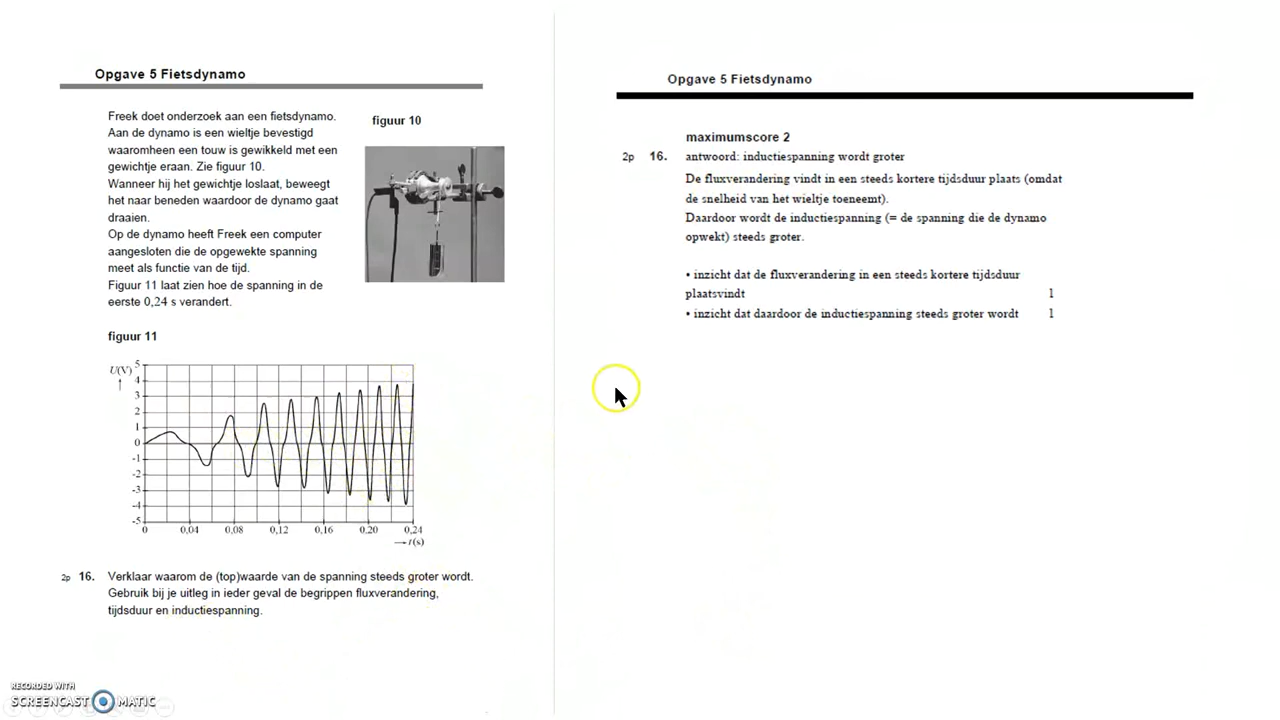 Opgave 5 Fietsdynamo
Freek doet onderzoek aan een fietsdynamo.
Aan de dynamo is een wieltje bevestigd
waaromheen een touw is gewikkeld met een
gewichtje eraan. Zie figuur 10.
Wanneer hij het gewichtje loslaat, beweegt
het naar beneden waardoor de dynamo gaat
draaien.
Op de dynamo heeft Freek een computer
aangesloten die de opgewekte spanning
meet als functie van de tijd.
Figuur 11 laat zien hoe de spanning in de
eerste 0,24 s verandert.
figuur 10
figuur 11
U(V)
5
4
3
2
1
0
-1
-2
-3
-4
-5
0 0,04 0,08 0,12 0,16 0,20 0,24
t(s)
2p 16. Verklaar waarom de (top)waarde van de spanning steeds groter wordt.
Gebruik bij je uitleg in ieder geval de begrippen fluxverandering,
tijdsduur en inductiespanning.
RECORDED WITH
SCREENCAST MATIC
Opgave 5 Fietsdynamo
maximumscore 2
2p 16. antwoord: inductiespanning wordt groter
De fluxverandering vindt in een steeds kortere tijdsduur plaats (omdat
de snelheid van het wieltje toeneemt).
Daardoor wordt de inductiespanning (= de spanning die de dynamo
opwekt) steeds groter.
• inzicht dat de fluxverandering in een steeds kortere tijdsduur
plaatsvindt 1
• inzicht dat daardoor de inductiespanning steeds groter wordt 1